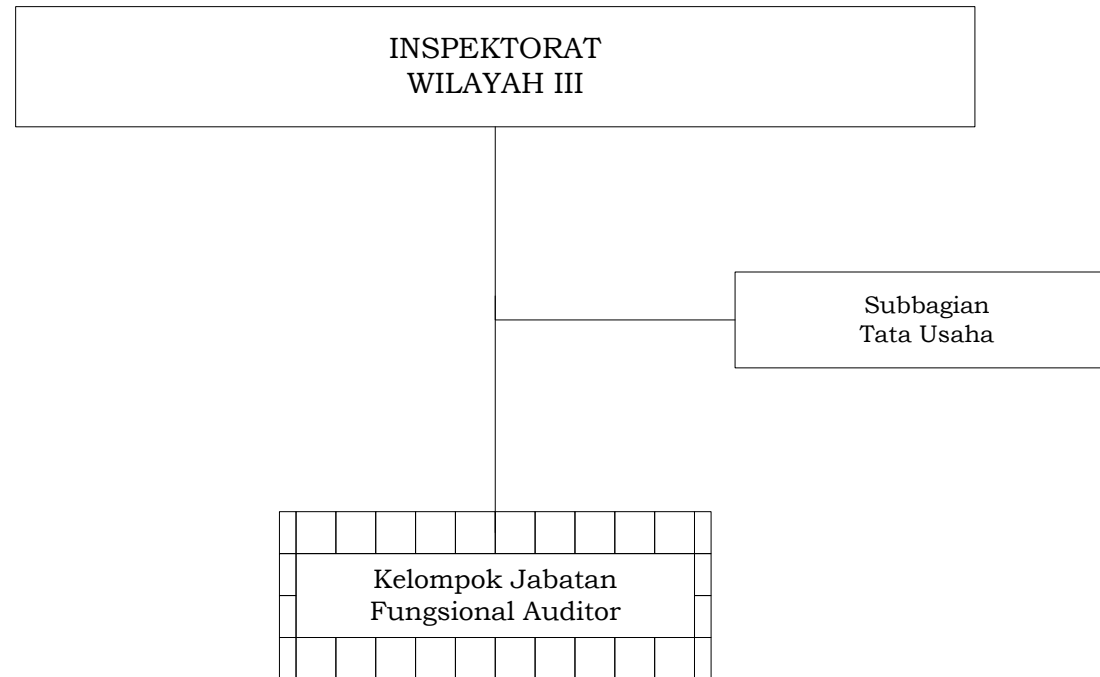 INSPEKTORAT
WILAYAH III
Subbagian
Tata Usaha
Kelompok Jabatan
Fungsional Auditor